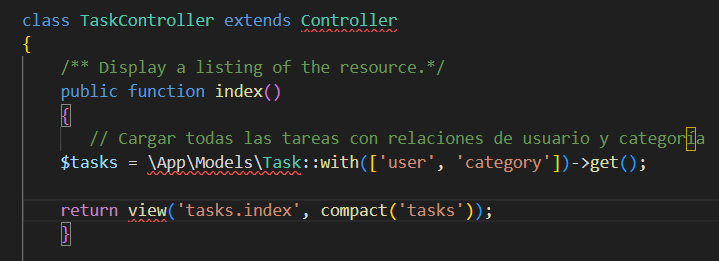 class TaskController extends Controller
{
/** Display a listing of the resource.*/
public function index()
{
// Cargar todas las tareas con relaciones de usuario y categoría
$tasks = \App\Models\Task::with(['user', 'category'])->get();
return view('tasks.index', compact('tasks'));
}